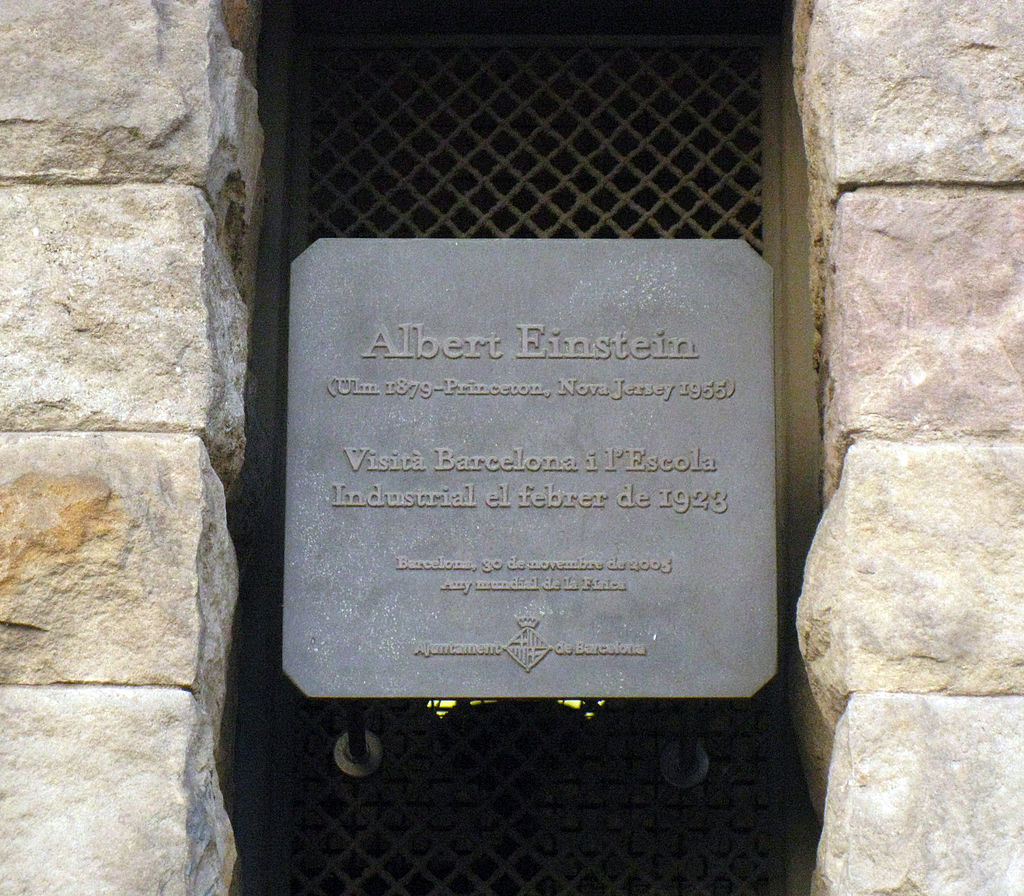 Albert Einstein
(Ulm 1879-Princeton, Nova Jersey 1955)
Visità Barcelona i l'Escola
Industrial el febrer de 1923
Barcelona, 30 de novembre de 2005
Any mundial de la Física
Ajuntament de Barcelona